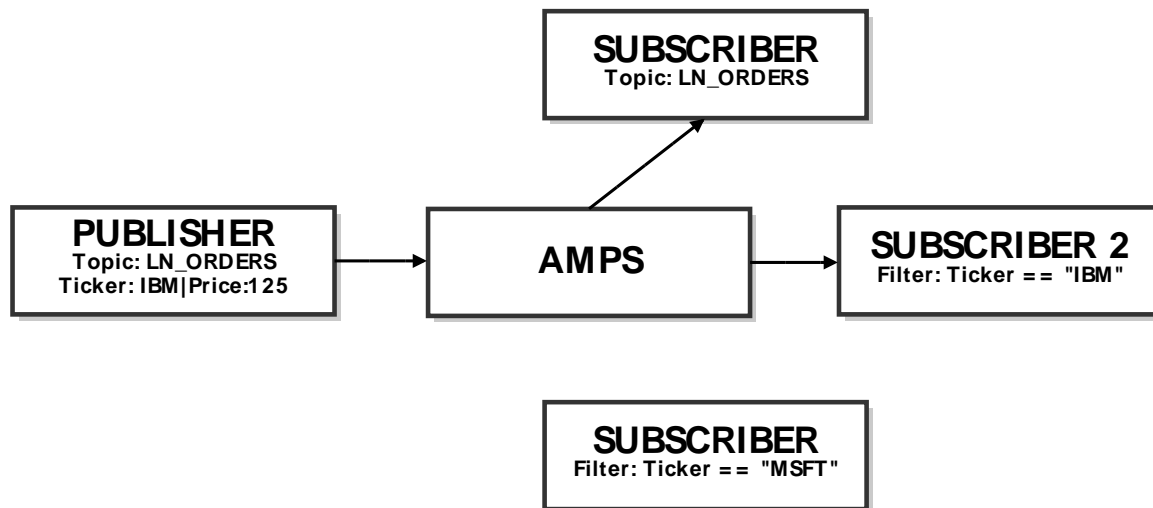 SUBSCRIBER
Topic: LN_ORDERS
PUBLISHER
Topic: LN_ORDERS
Ticker: IBM|Price:125
AMPS
SUBSCRIBER 2
Filter: Ticker == "IBM"
SUBSCRIBER
Filter: Ticker == "MSFT"